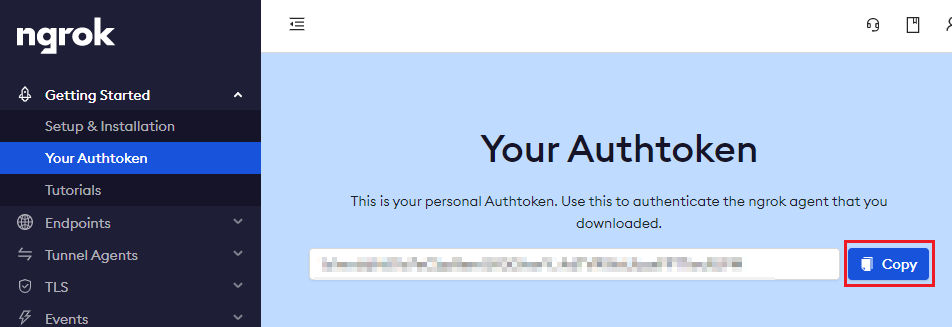 ngrok
Getting Started
Setup & Installation
Your Authtoken
Tutorials
Endpoints
Tunnel Agents
TLS
Events
Your Authtoken
This is your personal Authtoken. Use this to authenticate the ngrok agent that you
downloaded.
Copy